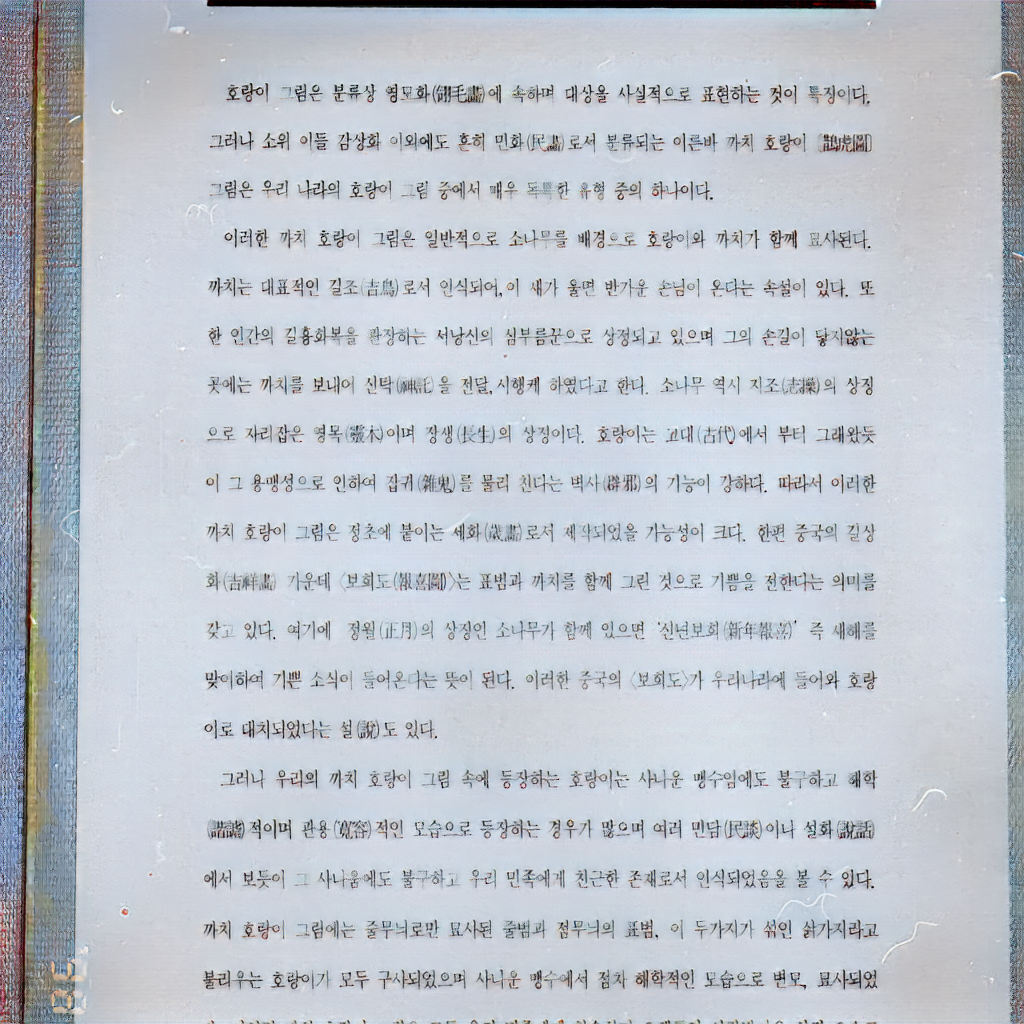 호랑이 그림은 분류상 영모화(翎毛畵)에 속하며 대상을 사실적으로 표현하는 것이 특징이다.
그러나 소위 이들 감상화 이외에도 흔히 민화(民畵)로서 분류되는 이른바 까치 호랑이 (鵲虎圖)
그림은 우리 나라의 호랑이 그림 중에서 매우 독특한 유형 중의 하나이다.
이러한 까치 호랑이 그림은 일반적으로 소나무를 배경으로 호랑이와 까치가 함께 묘사된다.
까치는 대표적인 길조(吉鳥)로서 인식되어, 이 새가 울면 반가운 손님이 온다는 속설이 있다. 또
한 인간의 길흉화복을 관장하는 서낭신의 심부름꾼으로 상정되고 있으며 그의 손길이 닿지않는
곳에는 까치를 보내어 신탁(神託)을 전달, 시행케 하였다고 한다. 소나무 역시 지조(志操)의 상징
으로 자리잡은 영목(靈木)이며 장생(長生)의 상징이다. 호랑이는 고대(古代)에서 부터 그래왔듯
이 그 용맹성으로 인하여 잡귀(雜鬼)를 물리 친다는 벽사(辟邪)의 기능이 강하다. 따라서 이러한
까치 호랑이 그림은 정초에 붙이는 세화(歲畵)로서 제작되었을 가능성이 크다. 한편 중국의 길상
화(吉祥畵) 가운데 〈보희도(報喜圖)〉는 표범과 까치를 함께 그린 것으로 기쁨을 전한다는 의미를
갖고 있다. 여기에 정월(正月)의 상징인 소나무가 함께 있으면 '신년보희(新年報喜)' 즉 새해를
맞이하여 기쁜 소식이 들어온다는 뜻이 된다. 이러한 중국의 〈보희도〉가 우리나라에 들어와 호랑
이로 대치되었다는 설(說)도 있다.
그러나 우리의 까치 호랑이 그림 속에 등장하는 호랑이는 사나운 맹수임에도 불구하고 해학
(諧謔)적이며 관용(寬容)적인 모습으로 등장하는 경우가 많으며 여러 민담(民談)이나 설화(說話)
에서 보듯이 그 사나움에도 불구하고 우리 민족에게 친근한 존재로서 인식되었음을 볼 수 있다.
까치 호랑이 그림에는 줄무늬로만 묘사된 줄범과 점무늬의 표범, 이 두가지가 섞인 삵가지라고
불리우는 호랑이가 모두 구사되었으며 사나운 맹수에서 점차 해학적인 모습으로 변모, 묘사되었